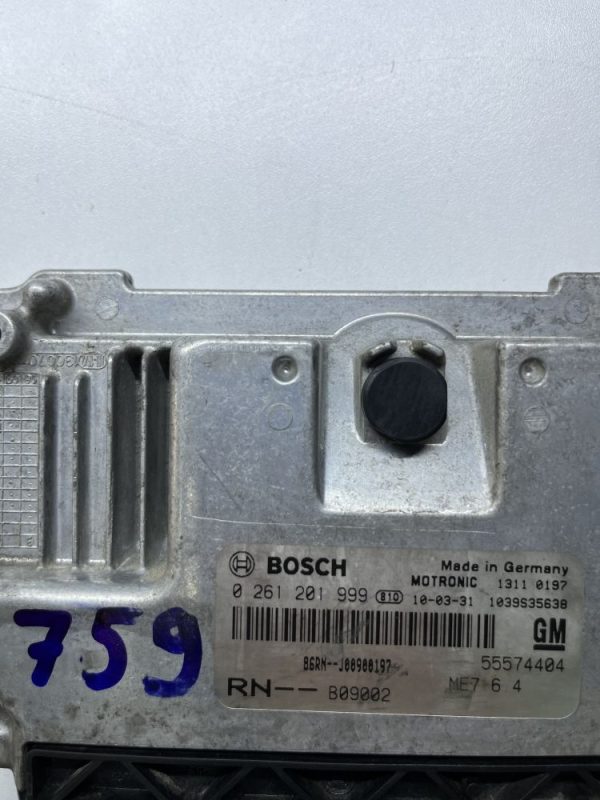 BOSCH Made in Germany
MOTRONIC 1311 0197
0 261 201 999 810 10-03-31 1039S35638
GM
B6RN--J00900197 55574404
RN-- B09002 ME7 6 4
759